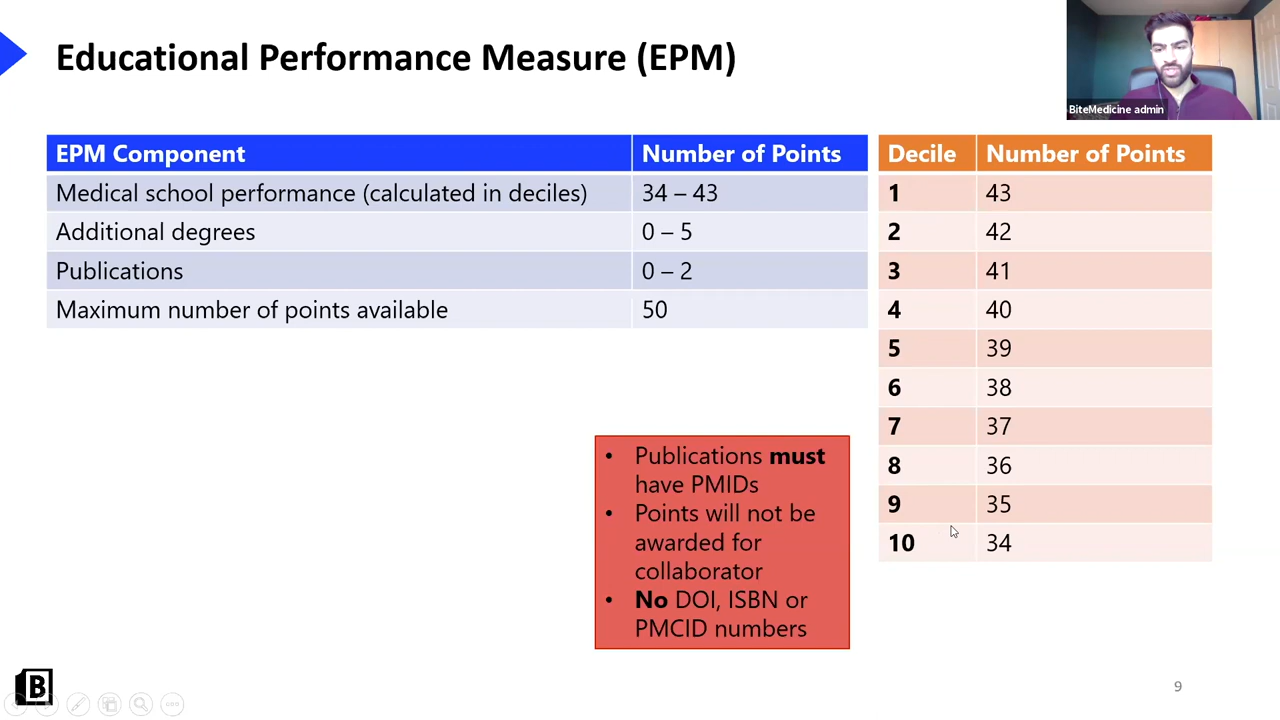 Educational Performance Measure (EPM)
BiteMedicine admin
EPM Component Number of Points
Medical school performance (calculated in deciles) 34 – 43
Additional degrees 0 – 5
Publications 0 – 2
Maximum number of points available 50
Decile Number of Points
1 43
2 42
3 41
4 40
5 39
6 38
7 37
8 36
9 35
10 34
• Publications must
have PMIDs
• Points will not be
awarded for
collaborator
• No DOI, ISBN or
PMCID numbers
B
9